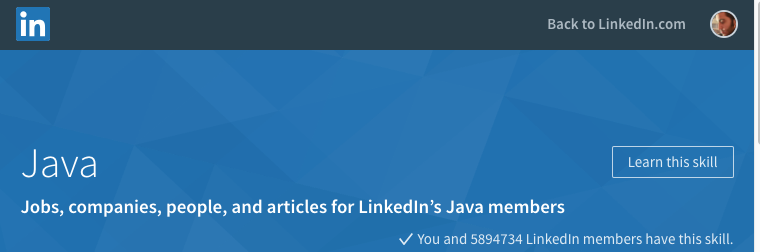 in
Back to LinkedIn.com
Java
Learn this skill
Jobs, companies, people, and articles for LinkedIn’s Java members
You and 5894734 LinkedIn members have this skill.